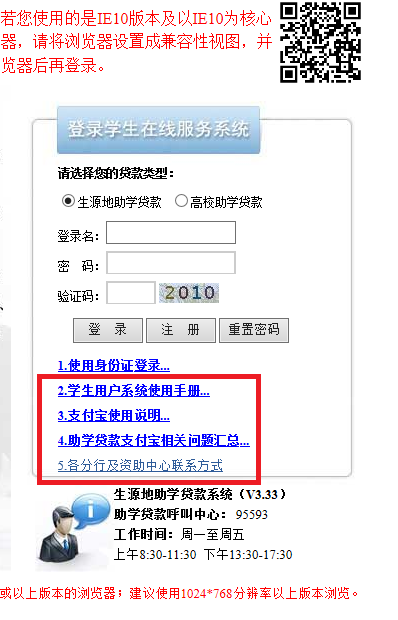 若您使用的是IE10版本及以IE10为核心
器，请将浏览器设置成兼容性视图，并
览器后再登录。
登录学生在线服务系统
请选择您的贷款类型：
生源地助学贷款 高校助学贷款
登录名：
密 码：
验证码： 2010
登 录 注 册 重置密码
1.使用身份证登录...
2.学生用户系统使用手册...
3.支付宝使用说明...
4.助学贷款支付宝相关问题汇总...
5.各分行及资助中心联系方式
生源地助学贷款系统（V3.33）
助学贷款呼叫中心： 95593
工作时间：周一至周五
上午8:30-11:30 下午13:30-17:30
或以上版本的浏览器；建议使用1024*768分辨率以上版本浏览。